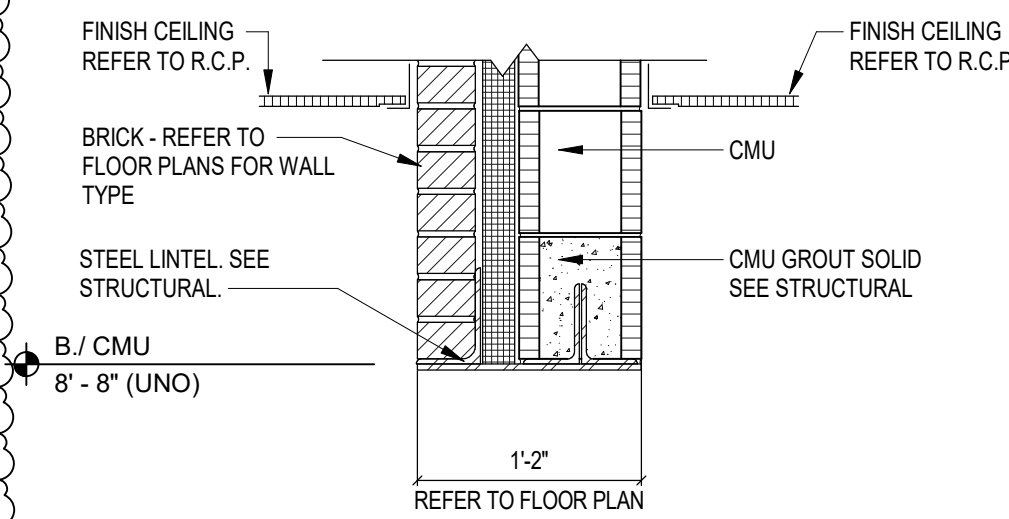 FINISH CEILING
REFER TO R.C.P.
FINISH CEILING
REFER TO R.C.P
BRICK - REFER TO
FLOOR PLANS FOR WALL
TYPE
CMU
STEEL LINTEL. SEE
STRUCTURAL.
CMU GROUT SOLID
SEE STRUCTURAL
B./ CMU
8' - 8" (UNO)
1'-2"
REFER TO FLOOR PLAN